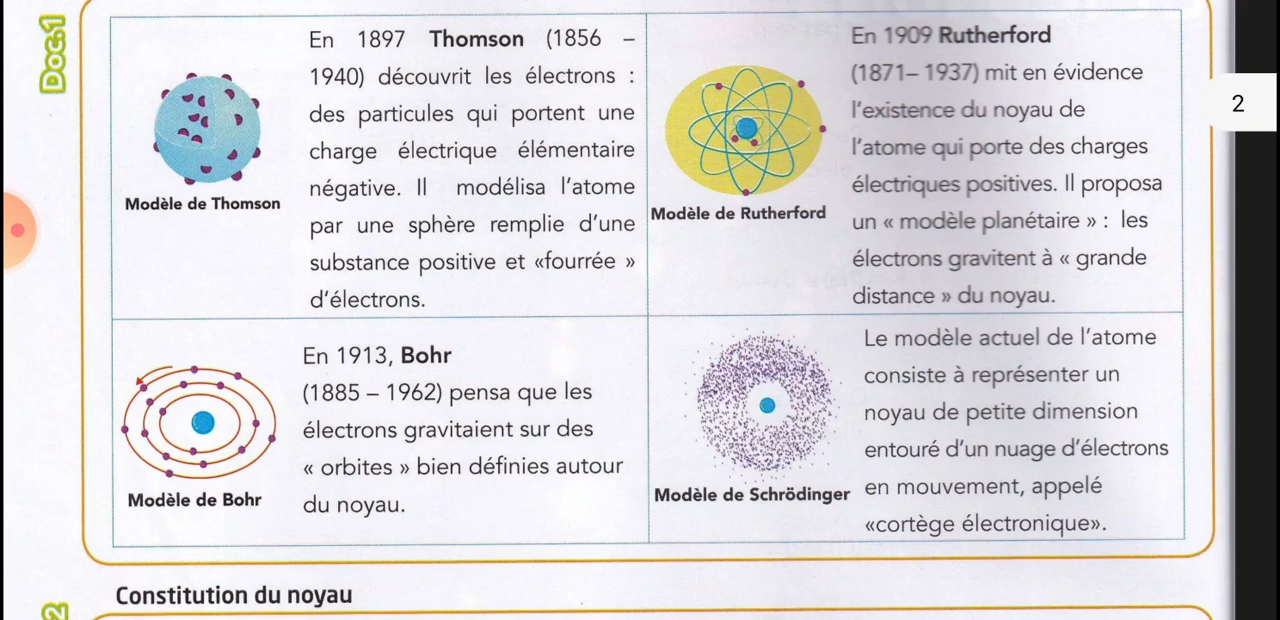 Doc.1
En 1897 Thomson (1856 –
1940) découvrit les électrons :
des particules qui portent une
charge électrique élémentaire
négative. Il modélisa l'atome
par une sphère remplie d'une
substance positive et «fourrée »
d'électrons.
Modèle de Thomson
En 1909 Rutherford
(1871– 1937) mit en évidence
l'existence du noyau de
l'atome qui porte des charges
électriques positives. Il proposa
un « modèle planétaire » : les
électrons gravitent à « grande
distance » du noyau.
Modèle de Rutherford
2
En 1913, Bohr
(1885 – 1962) pensa que les
électrons gravitaient sur des
« orbites » bien définies autour
du noyau.
Modèle de Bohr
Le modèle actuel de l'atome
consiste à représenter un
noyau de petite dimension
entouré d'un nuage d'électrons
en mouvement, appelé
«cortège électronique».
Modèle de Schrödinger
Constitution du noyau
2